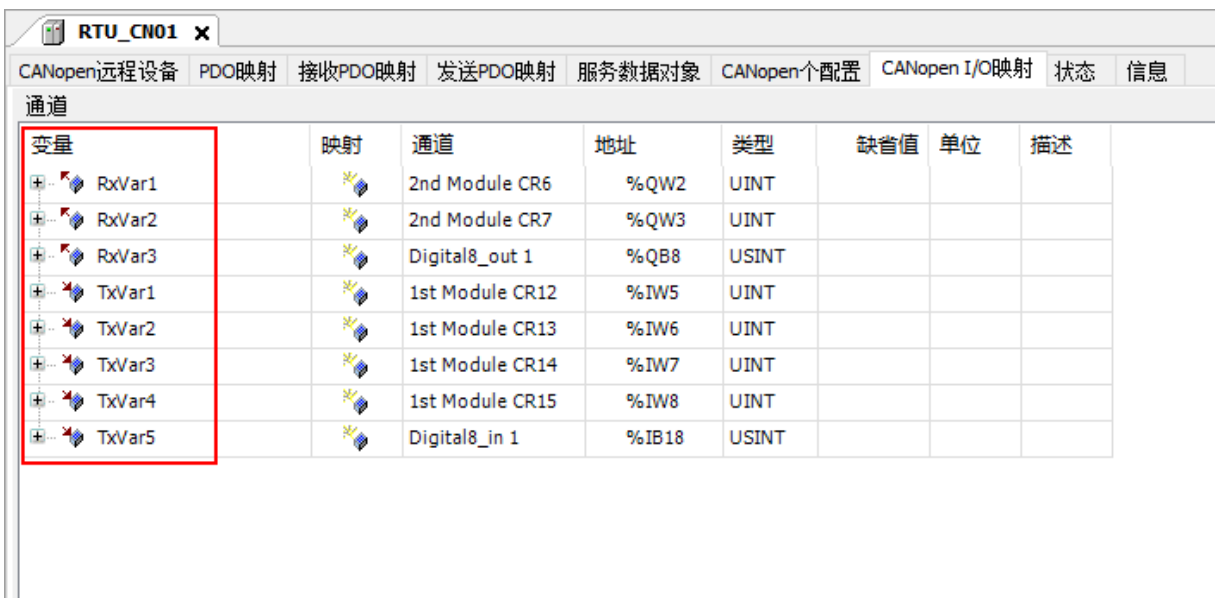 RTU_CN01 x
CANopen远程设备 PDO映射 接收PDO映射 发送PDO映射 服务数据对象 CANopen个配置 CANopen I/O映射 状态 信息
通道
变量 映射 通道 地址 类型 缺省值 单位 描述
RxVar1 2nd Module CR6 %QW2 UINT
RxVar2 2nd Module CR7 %QW3 UINT
RxVar3 Digital8_out 1 %QB8 USINT
TxVar1 1st Module CR12 %IW5 UINT
TxVar2 1st Module CR13 %IW6 UINT
TxVar3 1st Module CR14 %IW7 UINT
TxVar4 1st Module CR15 %IW8 UINT
TxVar5 Digital8_in 1 %IB18 USINT